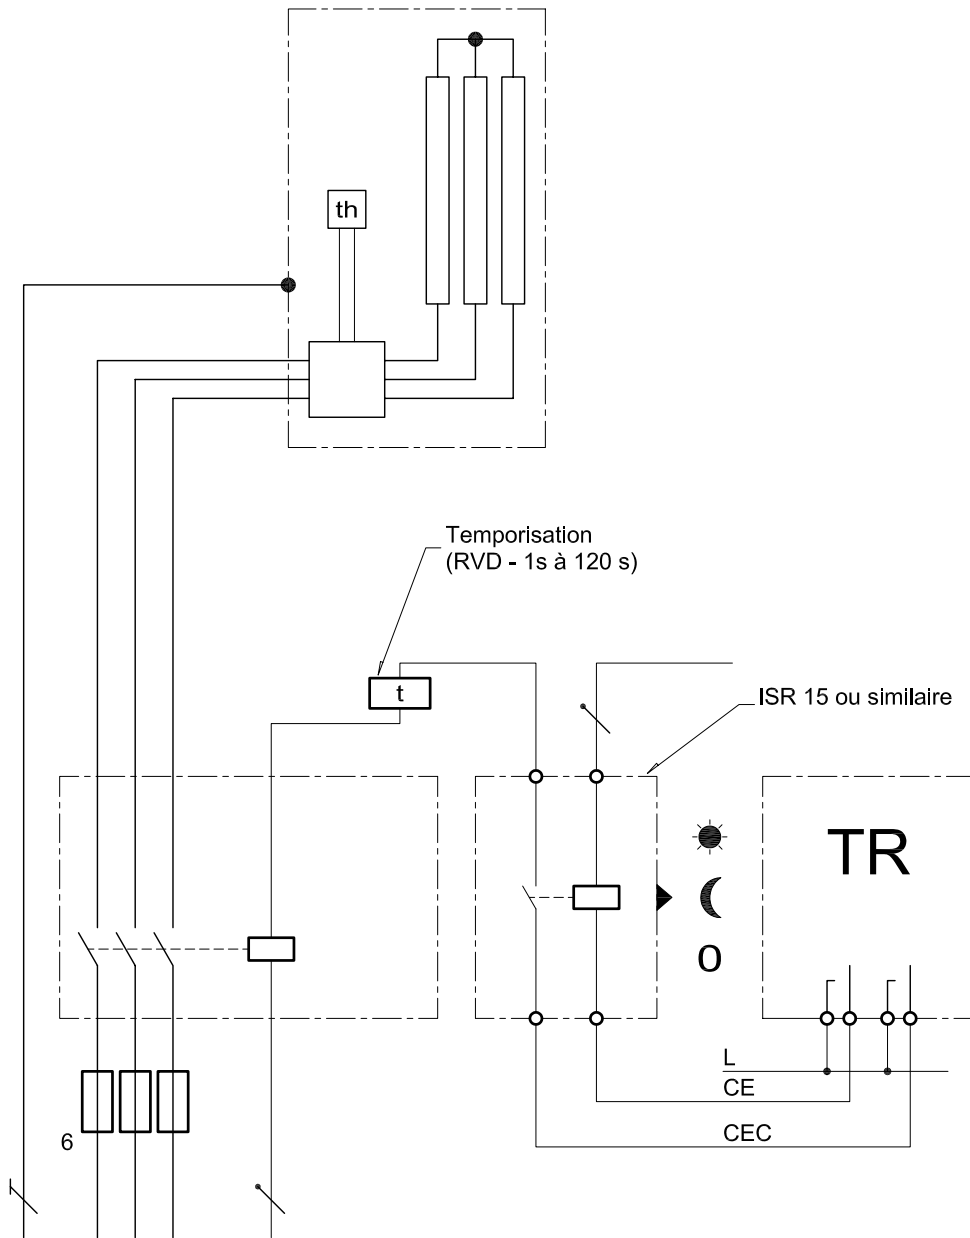 th
Temporisation
(RVD - 1s à 120 s)
t
ISR 15 ou similaire
TR
0
L
CE
CEC
6